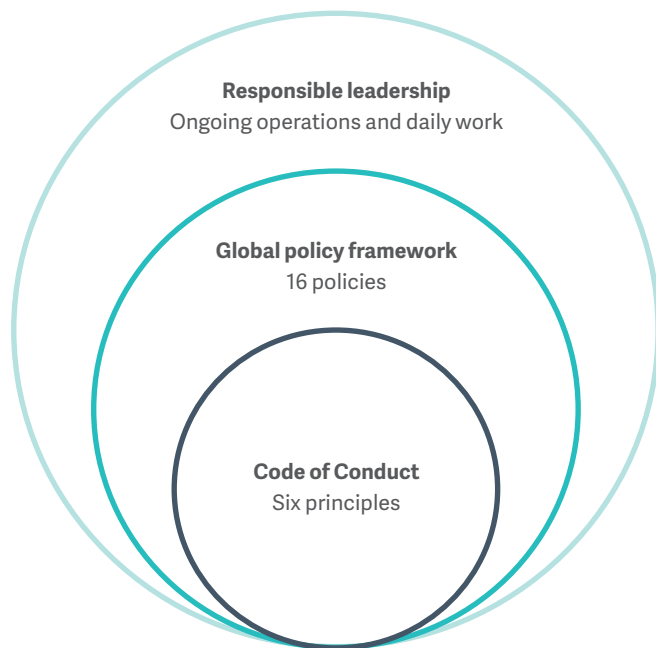 Responsible leadership
Ongoing operations and daily work
Global policy framework
16 policies
Code of Conduct
Six principles